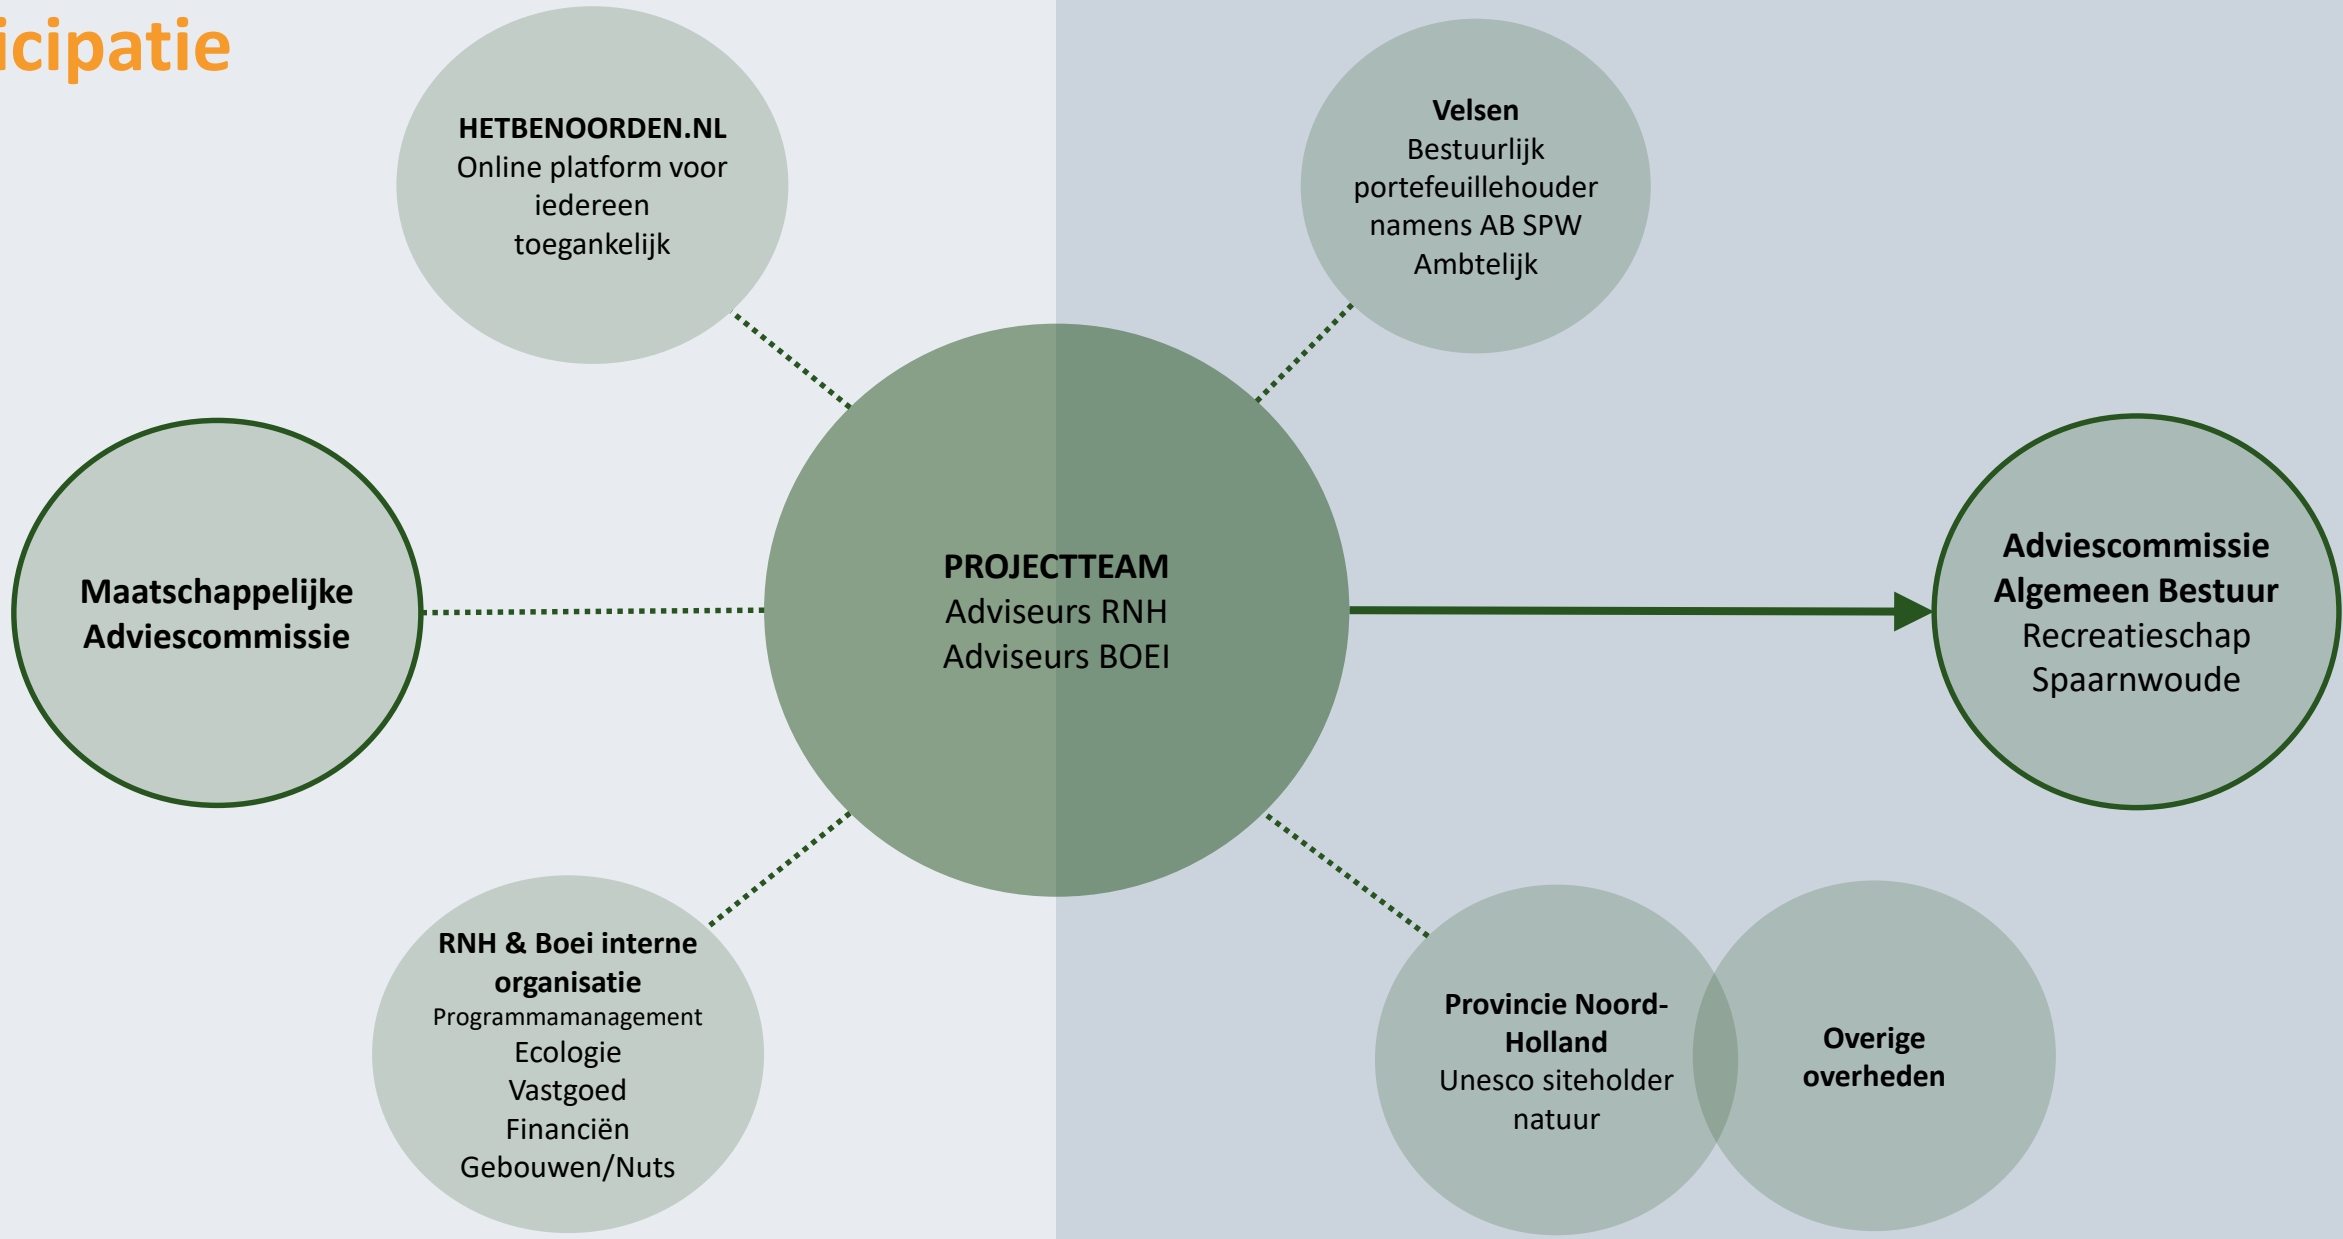 icipatie
HETBENOORDEN.NL
Online platform voor
iedereen
toegankelijk
Velsen
Bestuurlijk
portefeuillehouder
namens AB SPW
Ambtelijk
Maatschappelijke
Adviescommissie
PROJECTTEAM
Adviseurs RNH
Adviseurs BOEI
Adviescommissie
Algemeen Bestuur
Recreatieschap
Spaarnwoude
RNH & Boei interne
organisatie
Programmamanagement
Ecologie
Vastgoed
Financiën
Gebouwen/Nuts
Provincie Noord-
Holland
Unesco siteholder
natuur
Overige
overheden